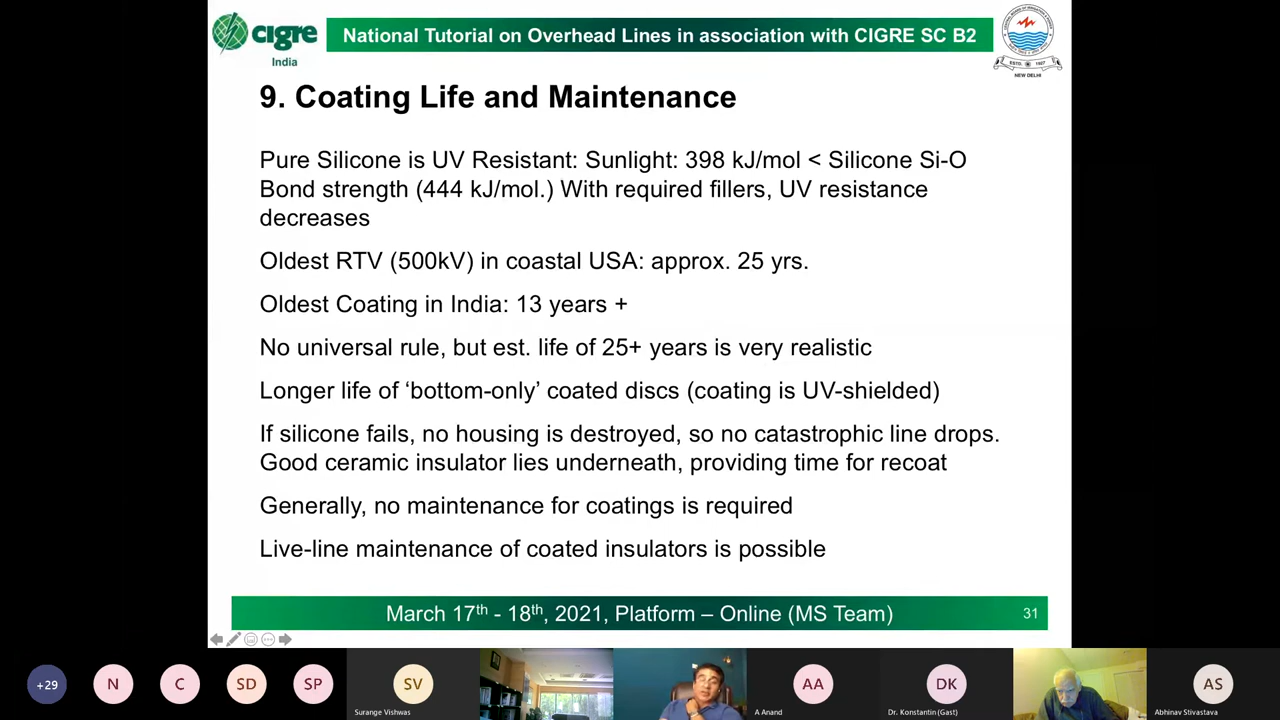 cigre
India
National Tutorial on Overhead Lines in association with CIGRE SC B2
NEW DELHI
9. Coating Life and Maintenance
Pure Silicone is UV Resistant: Sunlight: 398 kJ/mol < Silicone Si-O
Bond strength (444 kJ/mol.) With required fillers, UV resistance
decreases
Oldest RTV (500kV) in coastal USA: approx. 25 yrs.
Oldest Coating in India: 13 years +
No universal rule, but est. life of 25+ years is very realistic
Longer life of ‘bottom-only’ coated discs (coating is UV-shielded)
If silicone fails, no housing is destroyed, so no catastrophic line drops.
Good ceramic insulator lies underneath, providing time for recoat
Generally, no maintenance for coatings is required
Live-line maintenance of coated insulators is possible
March 17th - 18th, 2021, Platform – Online (MS Team)
31
+29
N
C
SD
SP
SV
Surange Vishwas
AA
A Anand
DK
Dr. Konstantin (Gast)
AS
Abhinav Stivastava